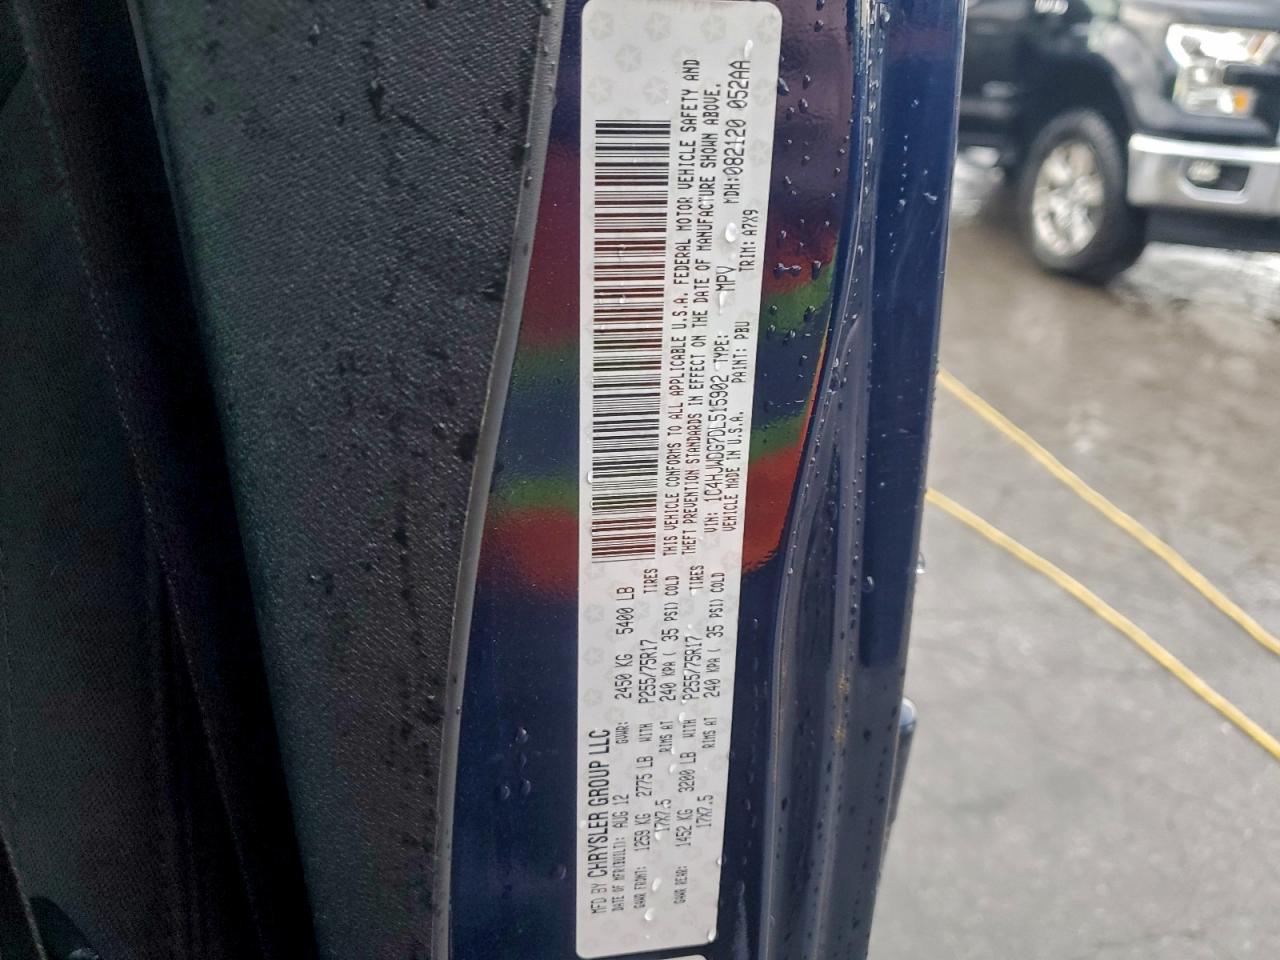 MFD BY CHRYSLER GROUP LLC
DATE OF MFR(BUILT): AUG 12 GVWR: 2450 KG 5400 LB
GAWR FRONT: 1259 KG 2775 LB WITH P255/75R17 TIRES
17X7.5 RIMS AT 240 KPA ( 35 PSI) COLD
GAWR REAR: 1452 KG 3200 LB WITH P255/75R17 TIRES
17X7.5 RIMS AT 240 KPA ( 35 PSI) COLD
THIS VEHICLE CONFORMS TO ALL APPLICABLE U.S.A. FEDERAL MOTOR VEHICLE SAFETY AND
THEFT PREVENTION STANDARDS IN EFFECT ON THE DATE OF MANUFACTURE SHOWN ABOVE.
VIN: 1C4HJWDG7DL515902 TYPE: MPV MDH:082120 052AA
VEHICLE MADE IN U.S.A. PAINT: PBU TRIM: A7X9